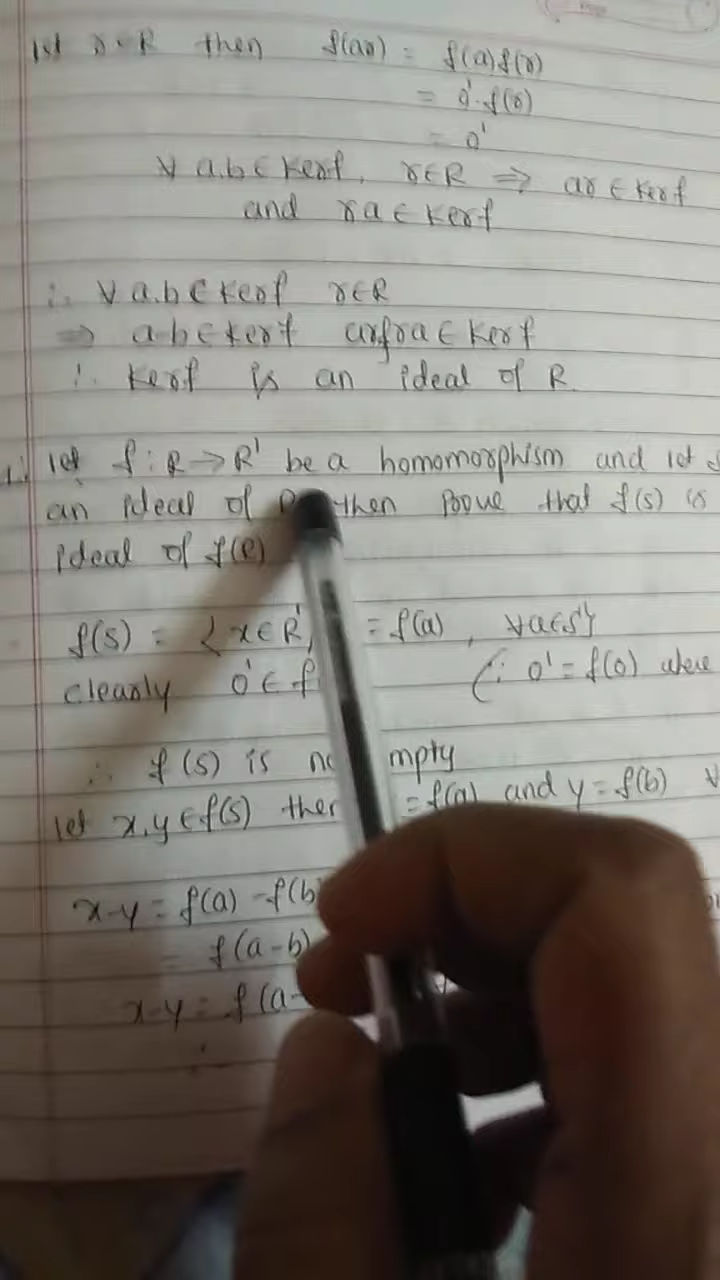 let r ∈ R then f(ar) = f(a)f(r)
= 0'·f(r)
= 0'
∀ a,b ∈ kerf, r∈R ⇒ ar ∈ kerf
and ra ∈ kerf
∴ ∀ a,b ∈ kerf r∈R
⇒ a-b ∈ kerf ar, ra ∈ kerf
∴ kerf is an ideal of R.
let f : R → R' be a homomorphism and let
an ideal of then prove that f(s) is
ideal of f(R)
f(s) = {x∈R', = f(a), ∀a∈s}
clearly 0' ∈ f (∵ 0' = f(0) where
∴ f(s) is
let x,y ∈ f(s) = f(a) and y = f(b) ∀
x-y = f(a) - f(b
= f(a-b)
x-y = f(a-